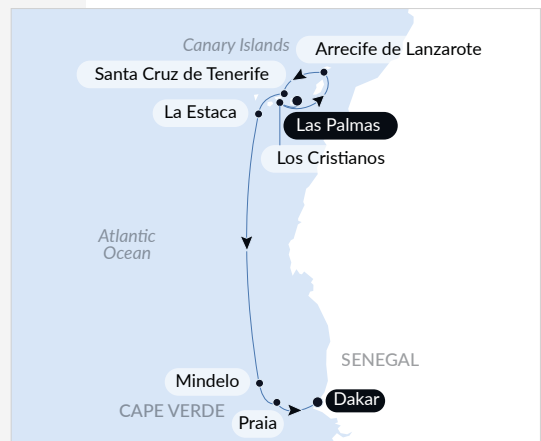 Canary Islands
Arrecife de Lanzarote
Santa Cruz de Tenerife
La Estaca
Las Palmas
Los Cristianos
Atlantic
Ocean
SENEGAL
Mindelo
Dakar
CAPE VERDE
Praia